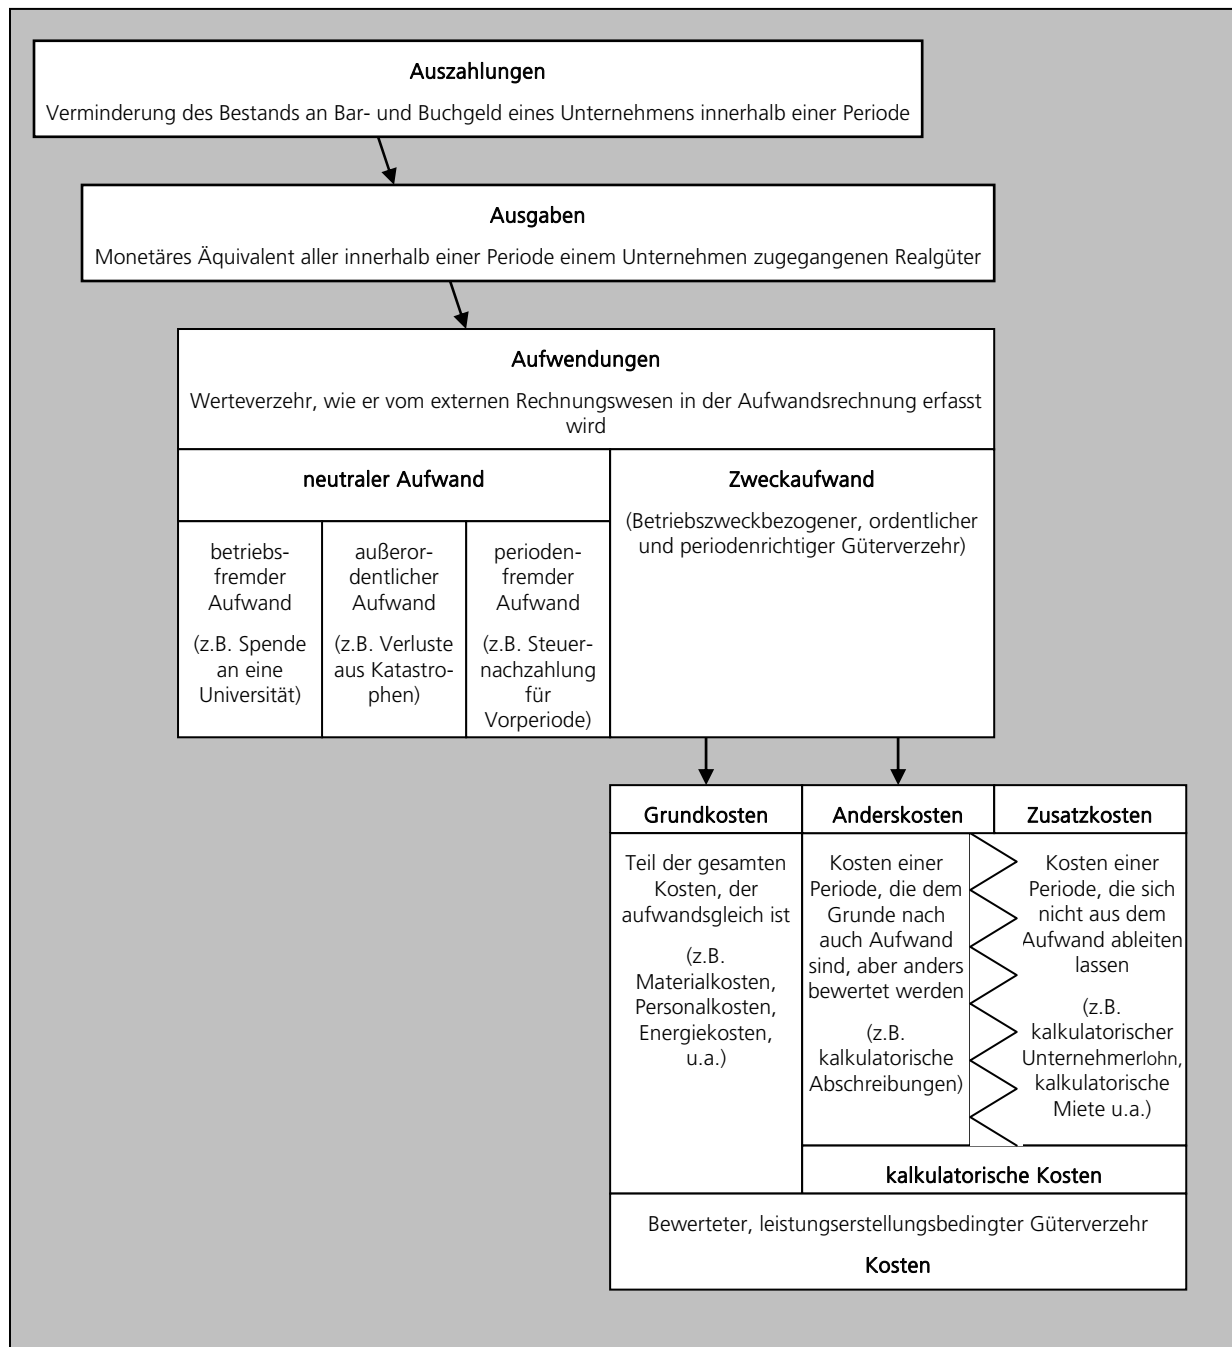 Auszahlungen
Verminderung des Bestands an Bar- und Buchgeld eines Unternehmens innerhalb einer Periode
Ausgaben
Monetäres Äquivalent aller innerhalb einer Periode einem Unternehmen zugegangenen Realgüter
Aufwendungen
Werteverzehr, wie er vom externen Rechnungswesen in der Aufwandsrechnung erfasst
wird
neutraler Aufwand
betriebs-
fremder
Aufwand
(z.B. Spende
an eine
Universität)
außeror-
dentlicher
Aufwand
(z.B. Verluste
aus Katastro-
phen)
perioden-
fremder
Aufwand
(z.B. Steuer-
nachzahlung
für
Vorperiode)
Zweckaufwand
(Betriebszweckbezogener, ordentlicher
und periodenrichtiger Güterverzehr)
Grundkosten
Teil der gesamten
Kosten, der
aufwandsgleich ist
(z.B.
Materialkosten,
Personalkosten,
Energiekosten,
u.a.)
Anderskosten
Kosten einer
Periode, die dem
Grunde nach
auch Aufwand
sind, aber anders
bewertet werden
(z.B.
kalkulatorische
Abschreibungen)
Zusatzkosten
Kosten einer
Periode, die sich
nicht aus dem
Aufwand ableiten
lassen
(z.B.
kalkulatorischer
Unternehmerlohn,
kalkulatorische
Miete u.a.)
kalkulatorische Kosten
Bewerteter, leistungserstellungsbedingter Güterverzehr
Kosten